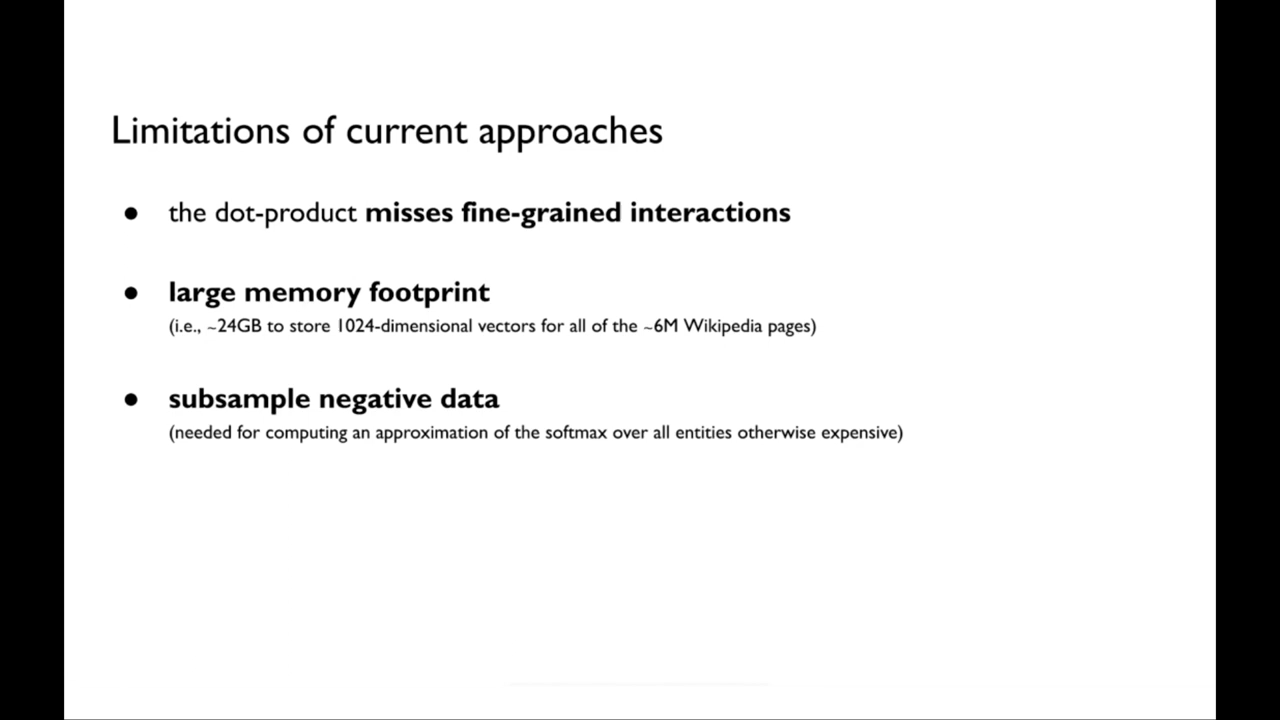 Limitations of current approaches
● the dot-product misses fine-grained interactions
● large memory footprint
(i.e., ~24GB to store 1024-dimensional vectors for all of the ~6M Wikipedia pages)
● subsample negative data
(needed for computing an approximation of the softmax over all entities otherwise expensive)